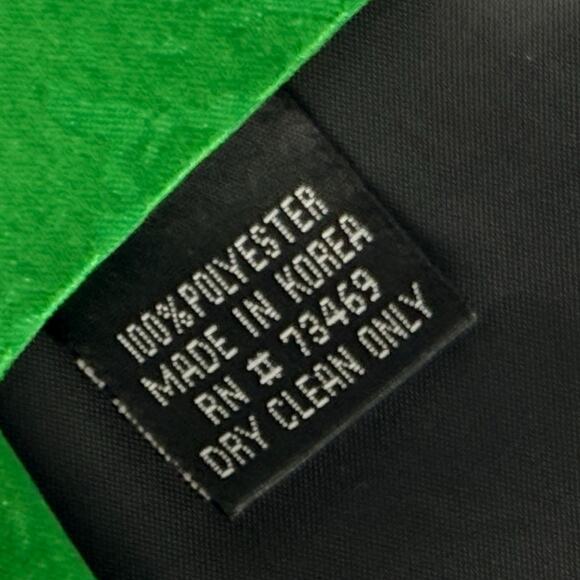 100%POLYESTER
MADE IN KOREA
RN # 73469
DRY CLEAN ONLY